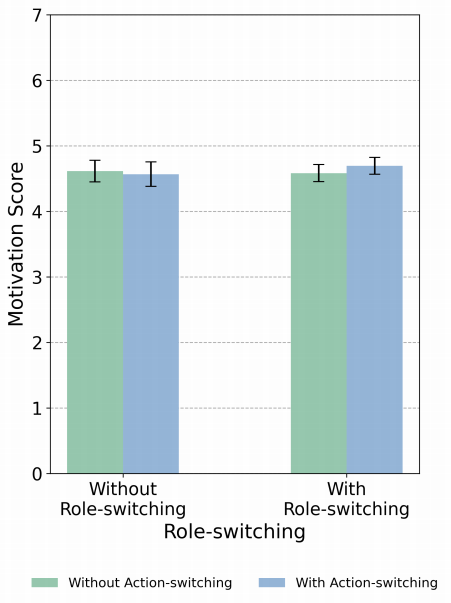 7
6
5
4
3
2
1
0
Motivation Score
Without
Role-switching
With
Role-switching
Role-switching
Without Action-switching
With Action-switching